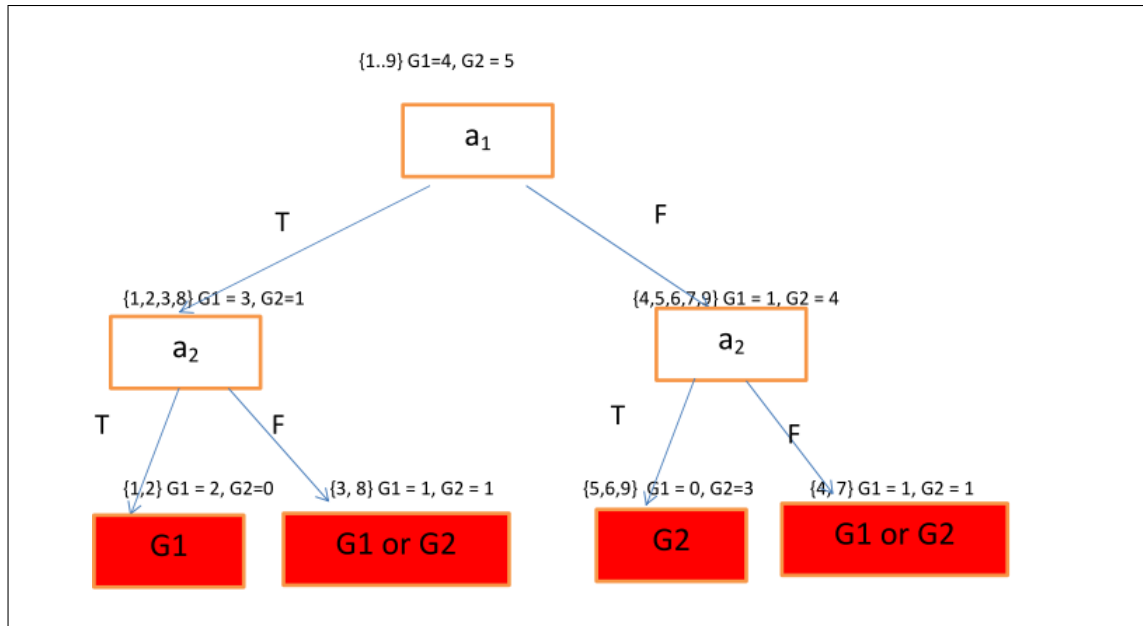 {1..9} G1=4, G2 = 5
a₁
T
F
{1,2,3,8} G1 = 3, G2=1
{4,5,6,7,9} G1 = 1, G2 = 4
a₂
a₂
T
F
T
F
{1,2} G1 = 2, G2=0
{3, 8} G1 = 1, G2 = 1
{5,6,9} G1 = 0, G2=3
{4, 7} G1 = 1, G2 = 1
G1
G1 or G2
G2
G1 or G2